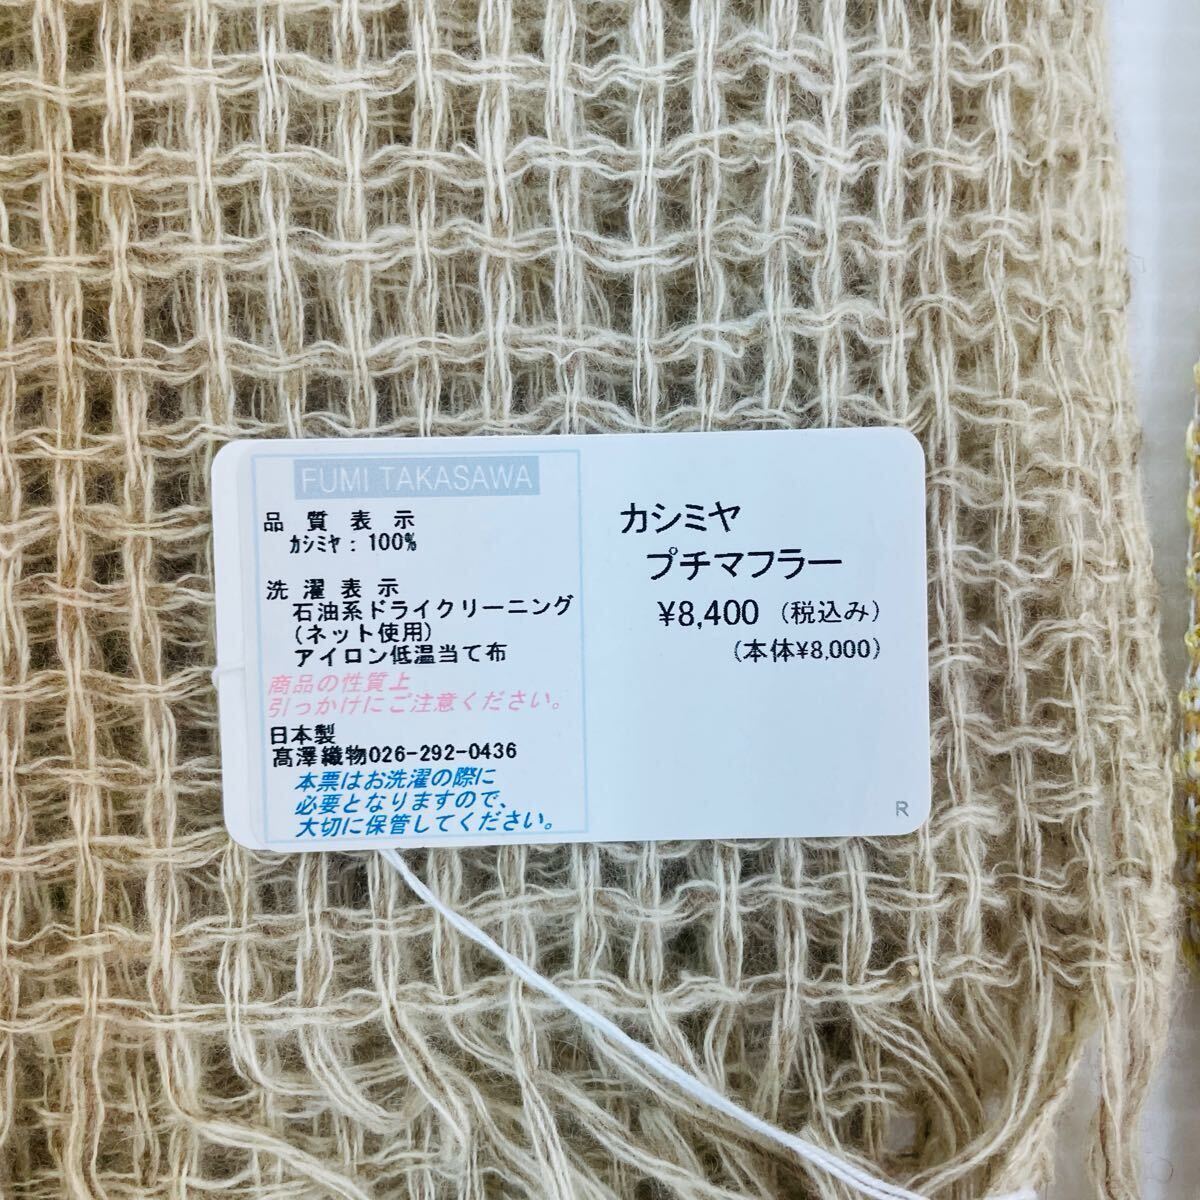 FUMI TAKASAWA
品 質 表 示
ｶｼﾐﾔ : 100%
洗 濯 表 示
石油系ドライクリーニング
(ネット使用)
アイロン低温当て布
商品の性質上
引っかけにご注意ください。
日本製
髙澤織物026-292-0436
本票はお洗濯の際に
必要となりますので、
大切に保管してください。
カシミヤ
プチマフラー
¥8,400 (税込み)
(本体¥8,000)
R